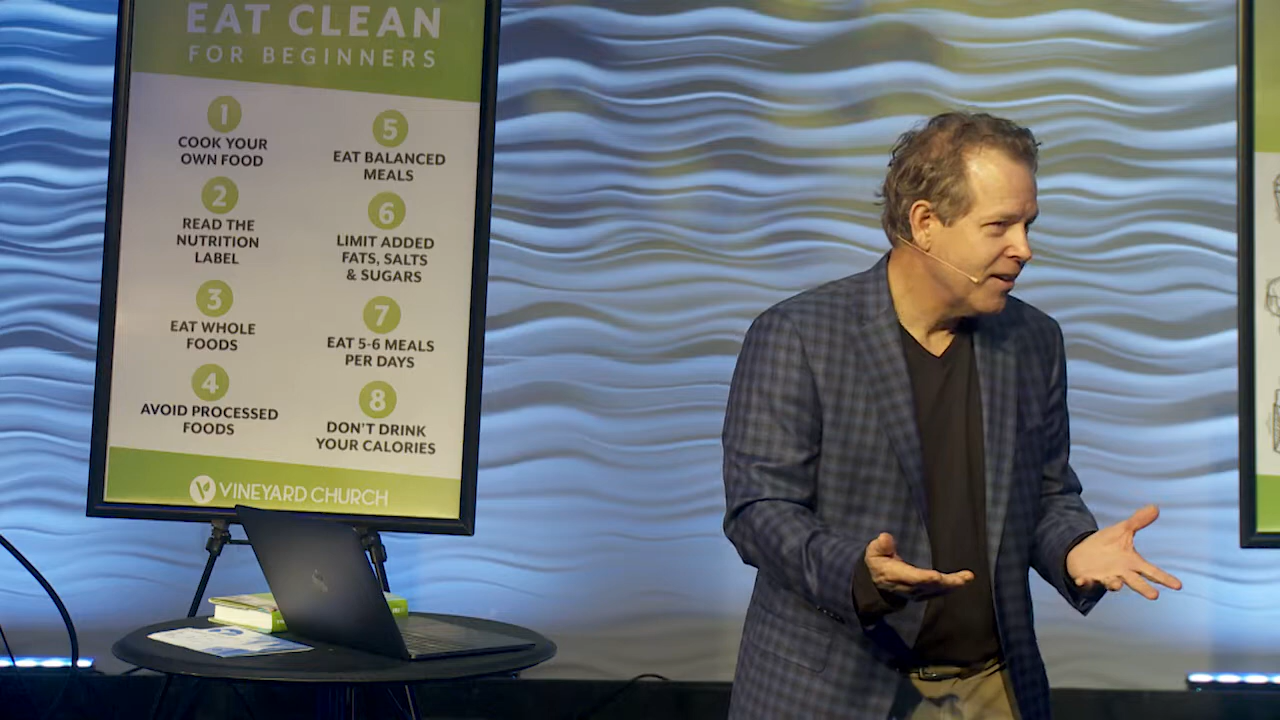 EAT CLEAN
FOR BEGINNERS
1
COOK YOUR
OWN FOOD
2
READ THE
NUTRITION
LABEL
3
EAT WHOLE
FOODS
4
AVOID PROCESSED
FOODS
5
EAT BALANCED
MEALS
6
LIMIT ADDED
FATS, SALTS
& SUGARS
7
EAT 5-6 MEALS
PER DAYS
8
DON'T DRINK
YOUR CALORIES
VINEYARD CHURCH